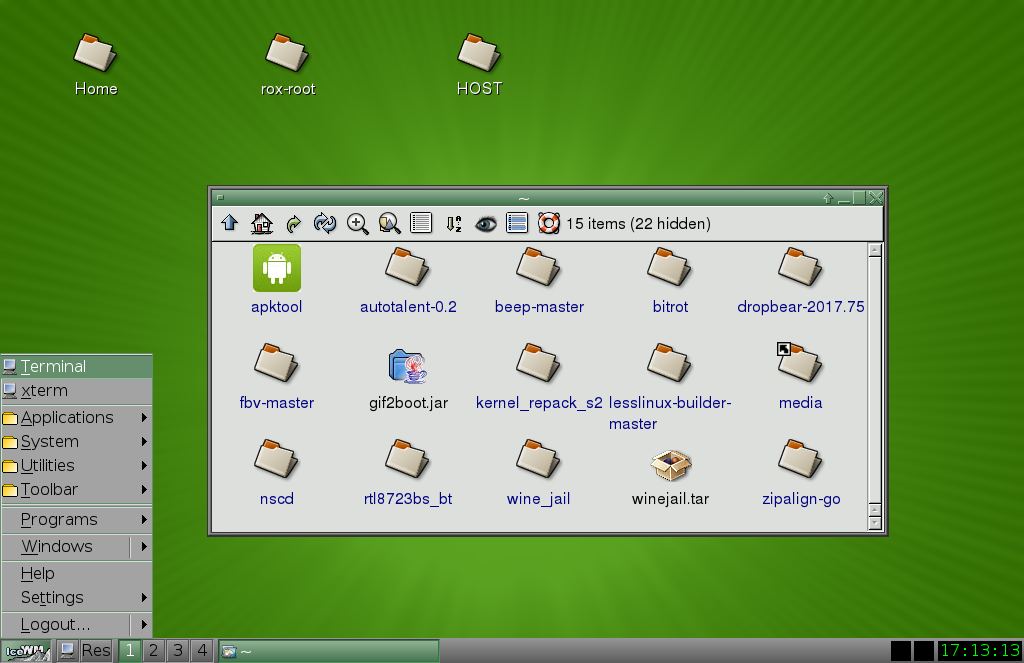 Home rox-root HOST
~
15 items (22 hidden)
apktool autotalent-0.2 beep-master bitrot dropbear-2017.75
fbv-master gif2boot.jar kernel_repack_s2 lesslinux-builder-
master media
nscd rtl8723bs_bt wine_jail winejail.tar zipalign-go
Terminal
xterm
Applications
System
Utilities
Toolbar
Programs
Windows
Help
Settings
Logout...
IceWM Res 1 2 3 4 ~ 17:13:13